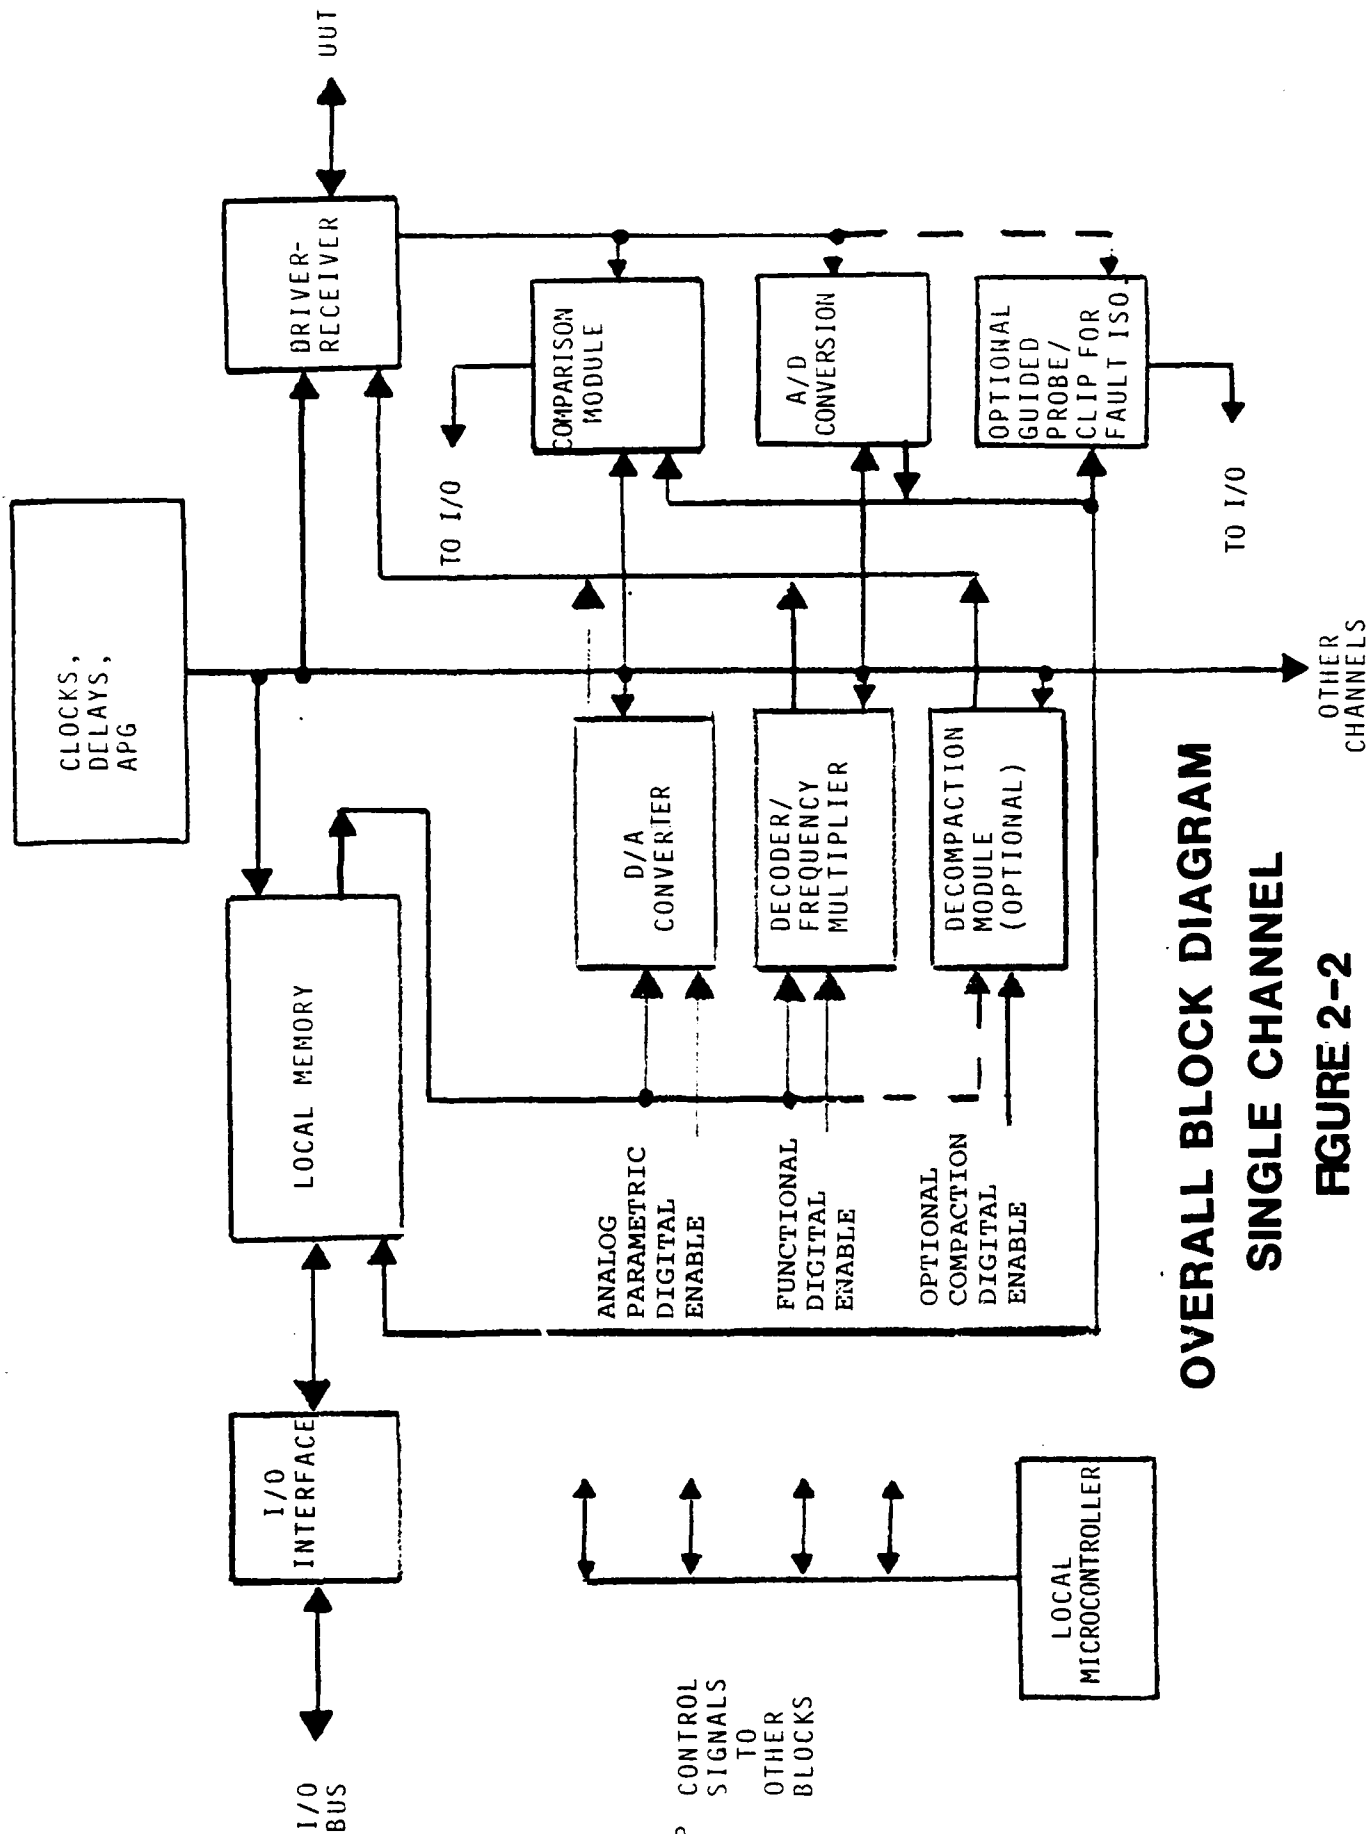 CLOCKS,
DELAYS,
APG
I/O
BUS
I/O
INTERFACE
LOCAL MEMORY
DRIVER-
RECEIVER
UUT
TO I/O
COMPARISON
MODULE
D/A
CONVERTER
ANALOG
PARAMETRIC
DIGITAL
ENABLE
P CONTROL
SIGNALS
TO
OTHER
BLOCKS
FUNCTIONAL
DIGITAL
ENABLE
DECODER/
FREQUENCY
MULTIPLIER
A/D
CONVERSION
OPTIONAL
COMPACTION
DIGITAL
ENABLE
DECOMPACTION
MODULE
(OPTIONAL)
OPTIONAL
GUIDED
PROBE/
CLIP FOR
FAULT ISO.
LOCAL
MICROCONTROLLER
TO I/O
OTHER
CHANNELS
OVERALL BLOCK DIAGRAM
SINGLE CHANNEL
FIGURE 2-2